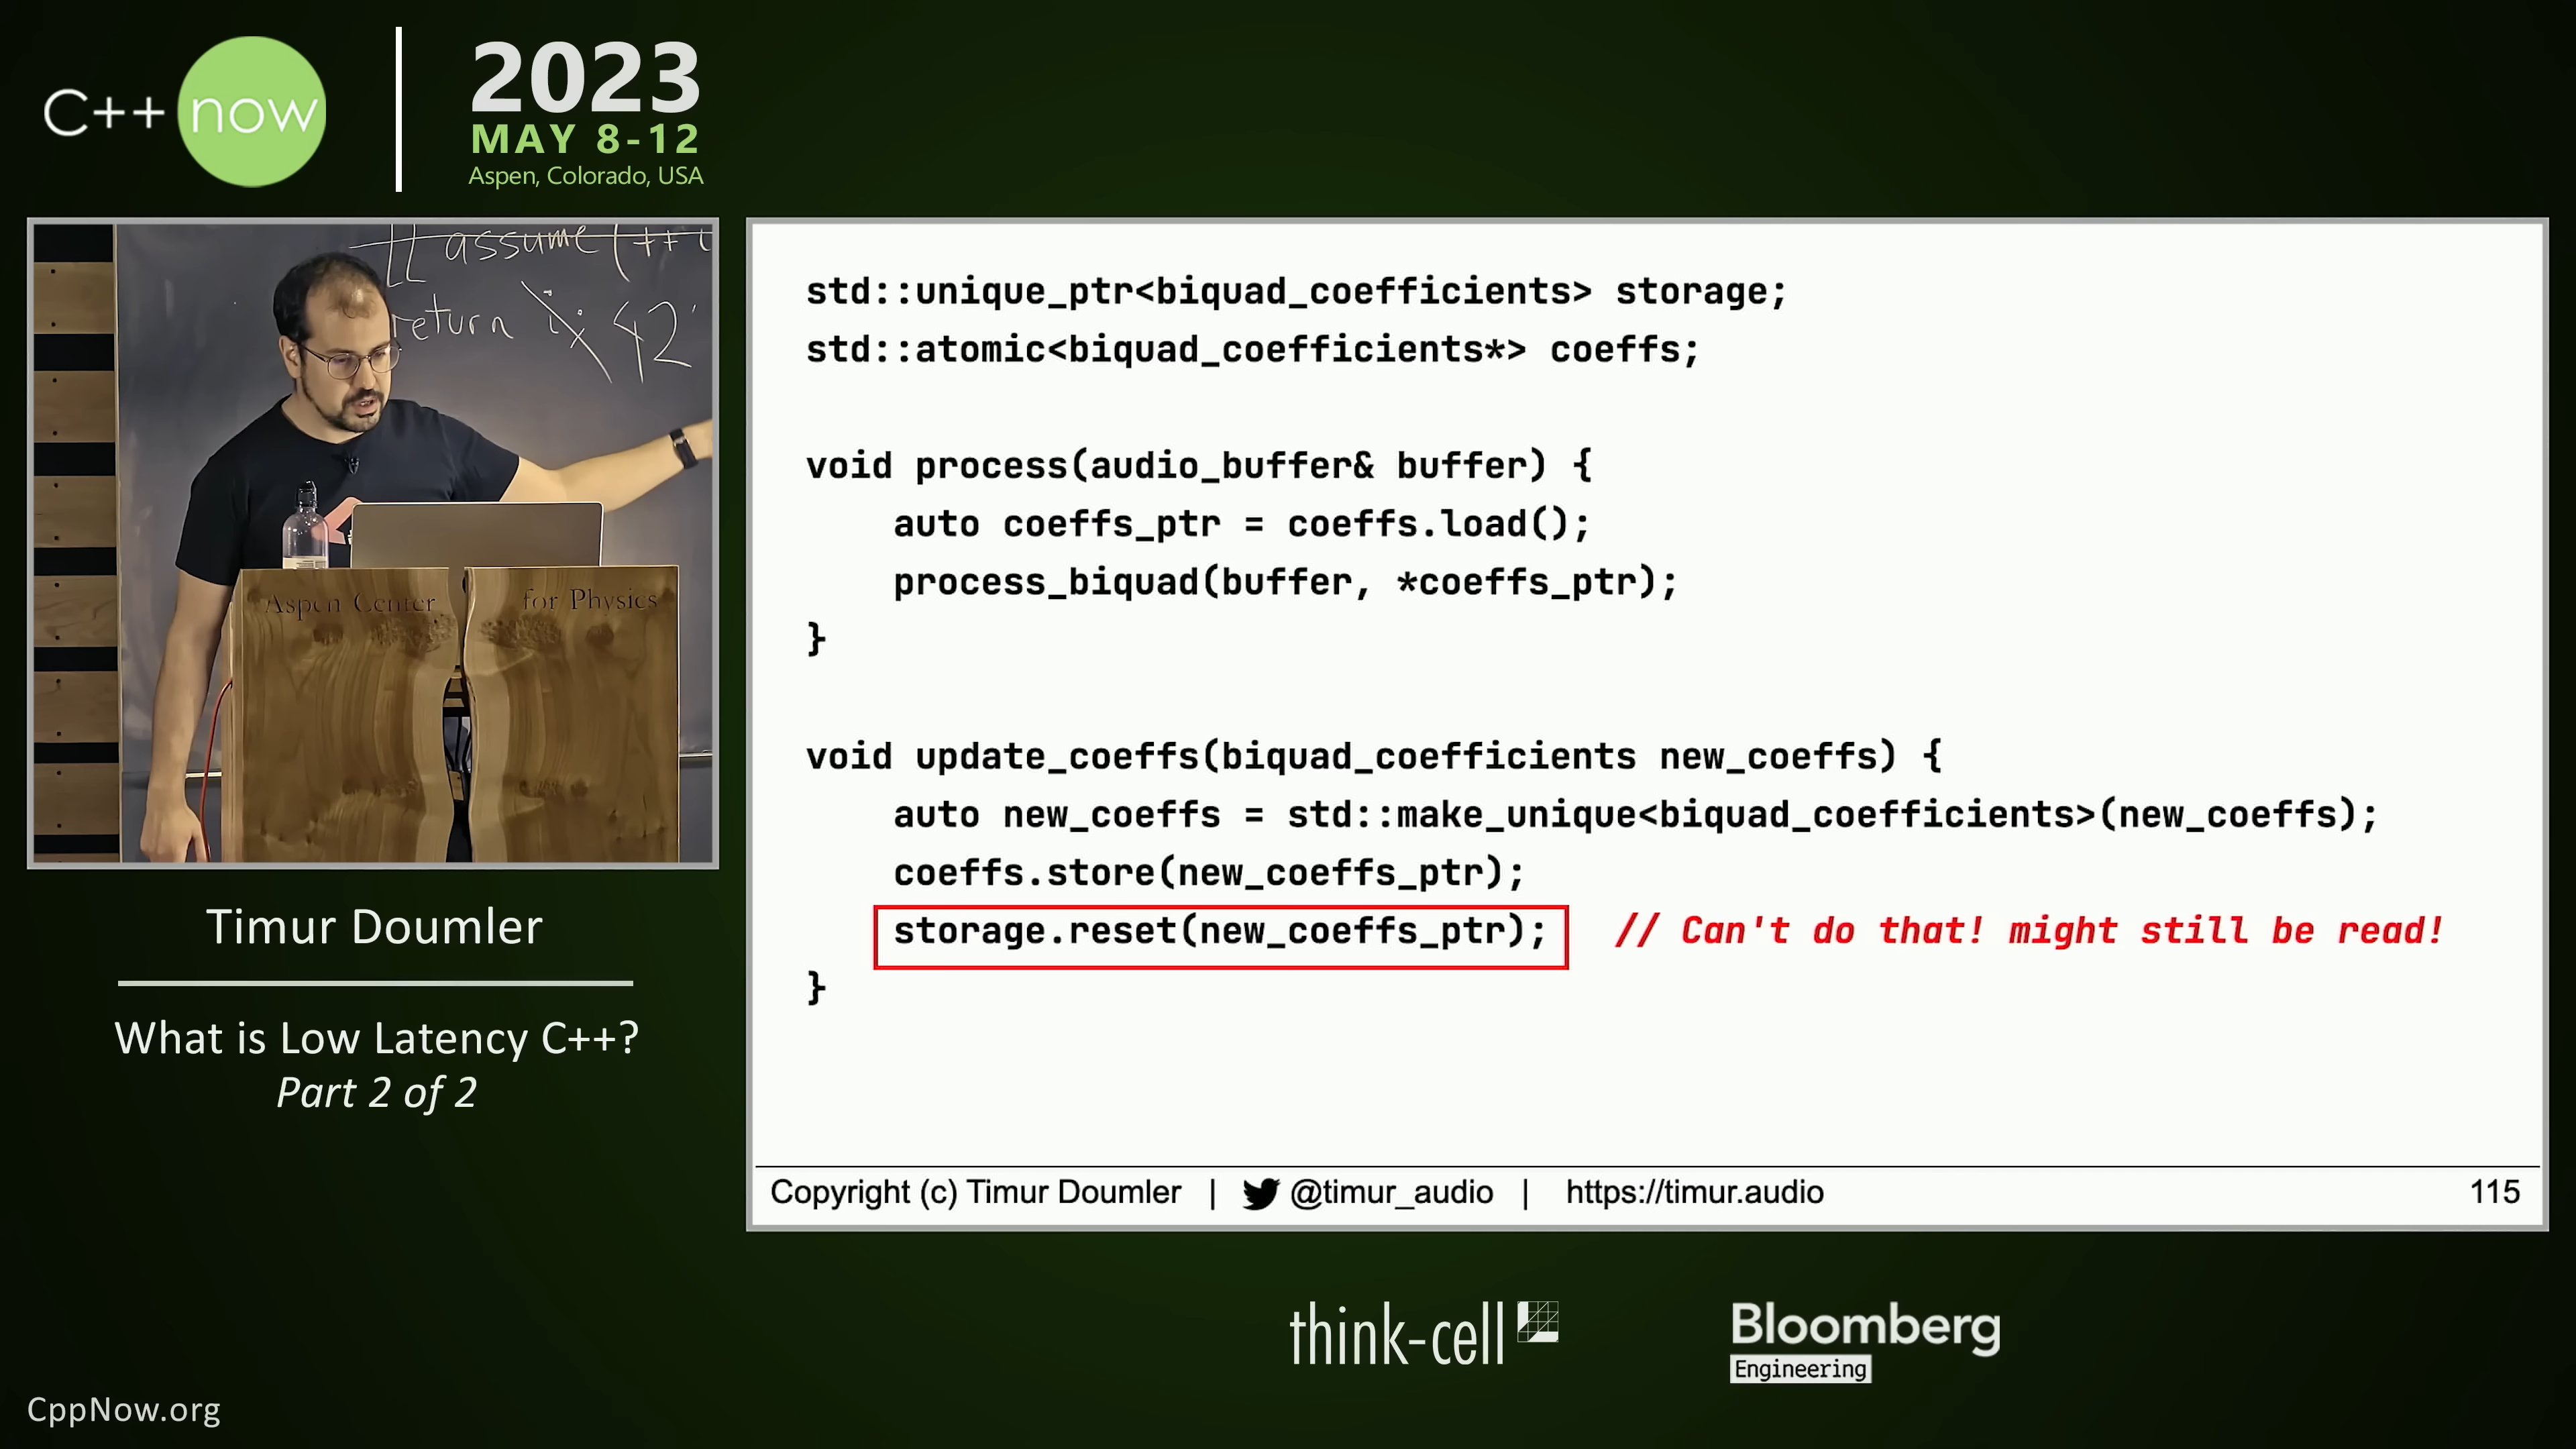 C++ now
2023
MAY 8-12
Aspen, Colorado, USA
[[ assume(++i
return i 42
Aspen Center for Physics
Timur Doumler
What is Low Latency C++?
Part 2 of 2
std::unique_ptr<biquad_coefficients> storage;
std::atomic<biquad_coefficients*> coeffs;
void process(audio_buffer& buffer) {
auto coeffs_ptr = coeffs.load();
process_biquad(buffer, *coeffs_ptr);
}
void update_coeffs(biquad_coefficients new_coeffs) {
auto new_coeffs = std::make_unique<biquad_coefficients>(new_coeffs);
coeffs.store(new_coeffs_ptr);
storage.reset(new_coeffs_ptr); // Can't do that! might still be read!
}
Copyright (c) Timur Doumler | @timur_audio | https://timur.audio 115
think-cell
Bloomberg
Engineering
CppNow.org